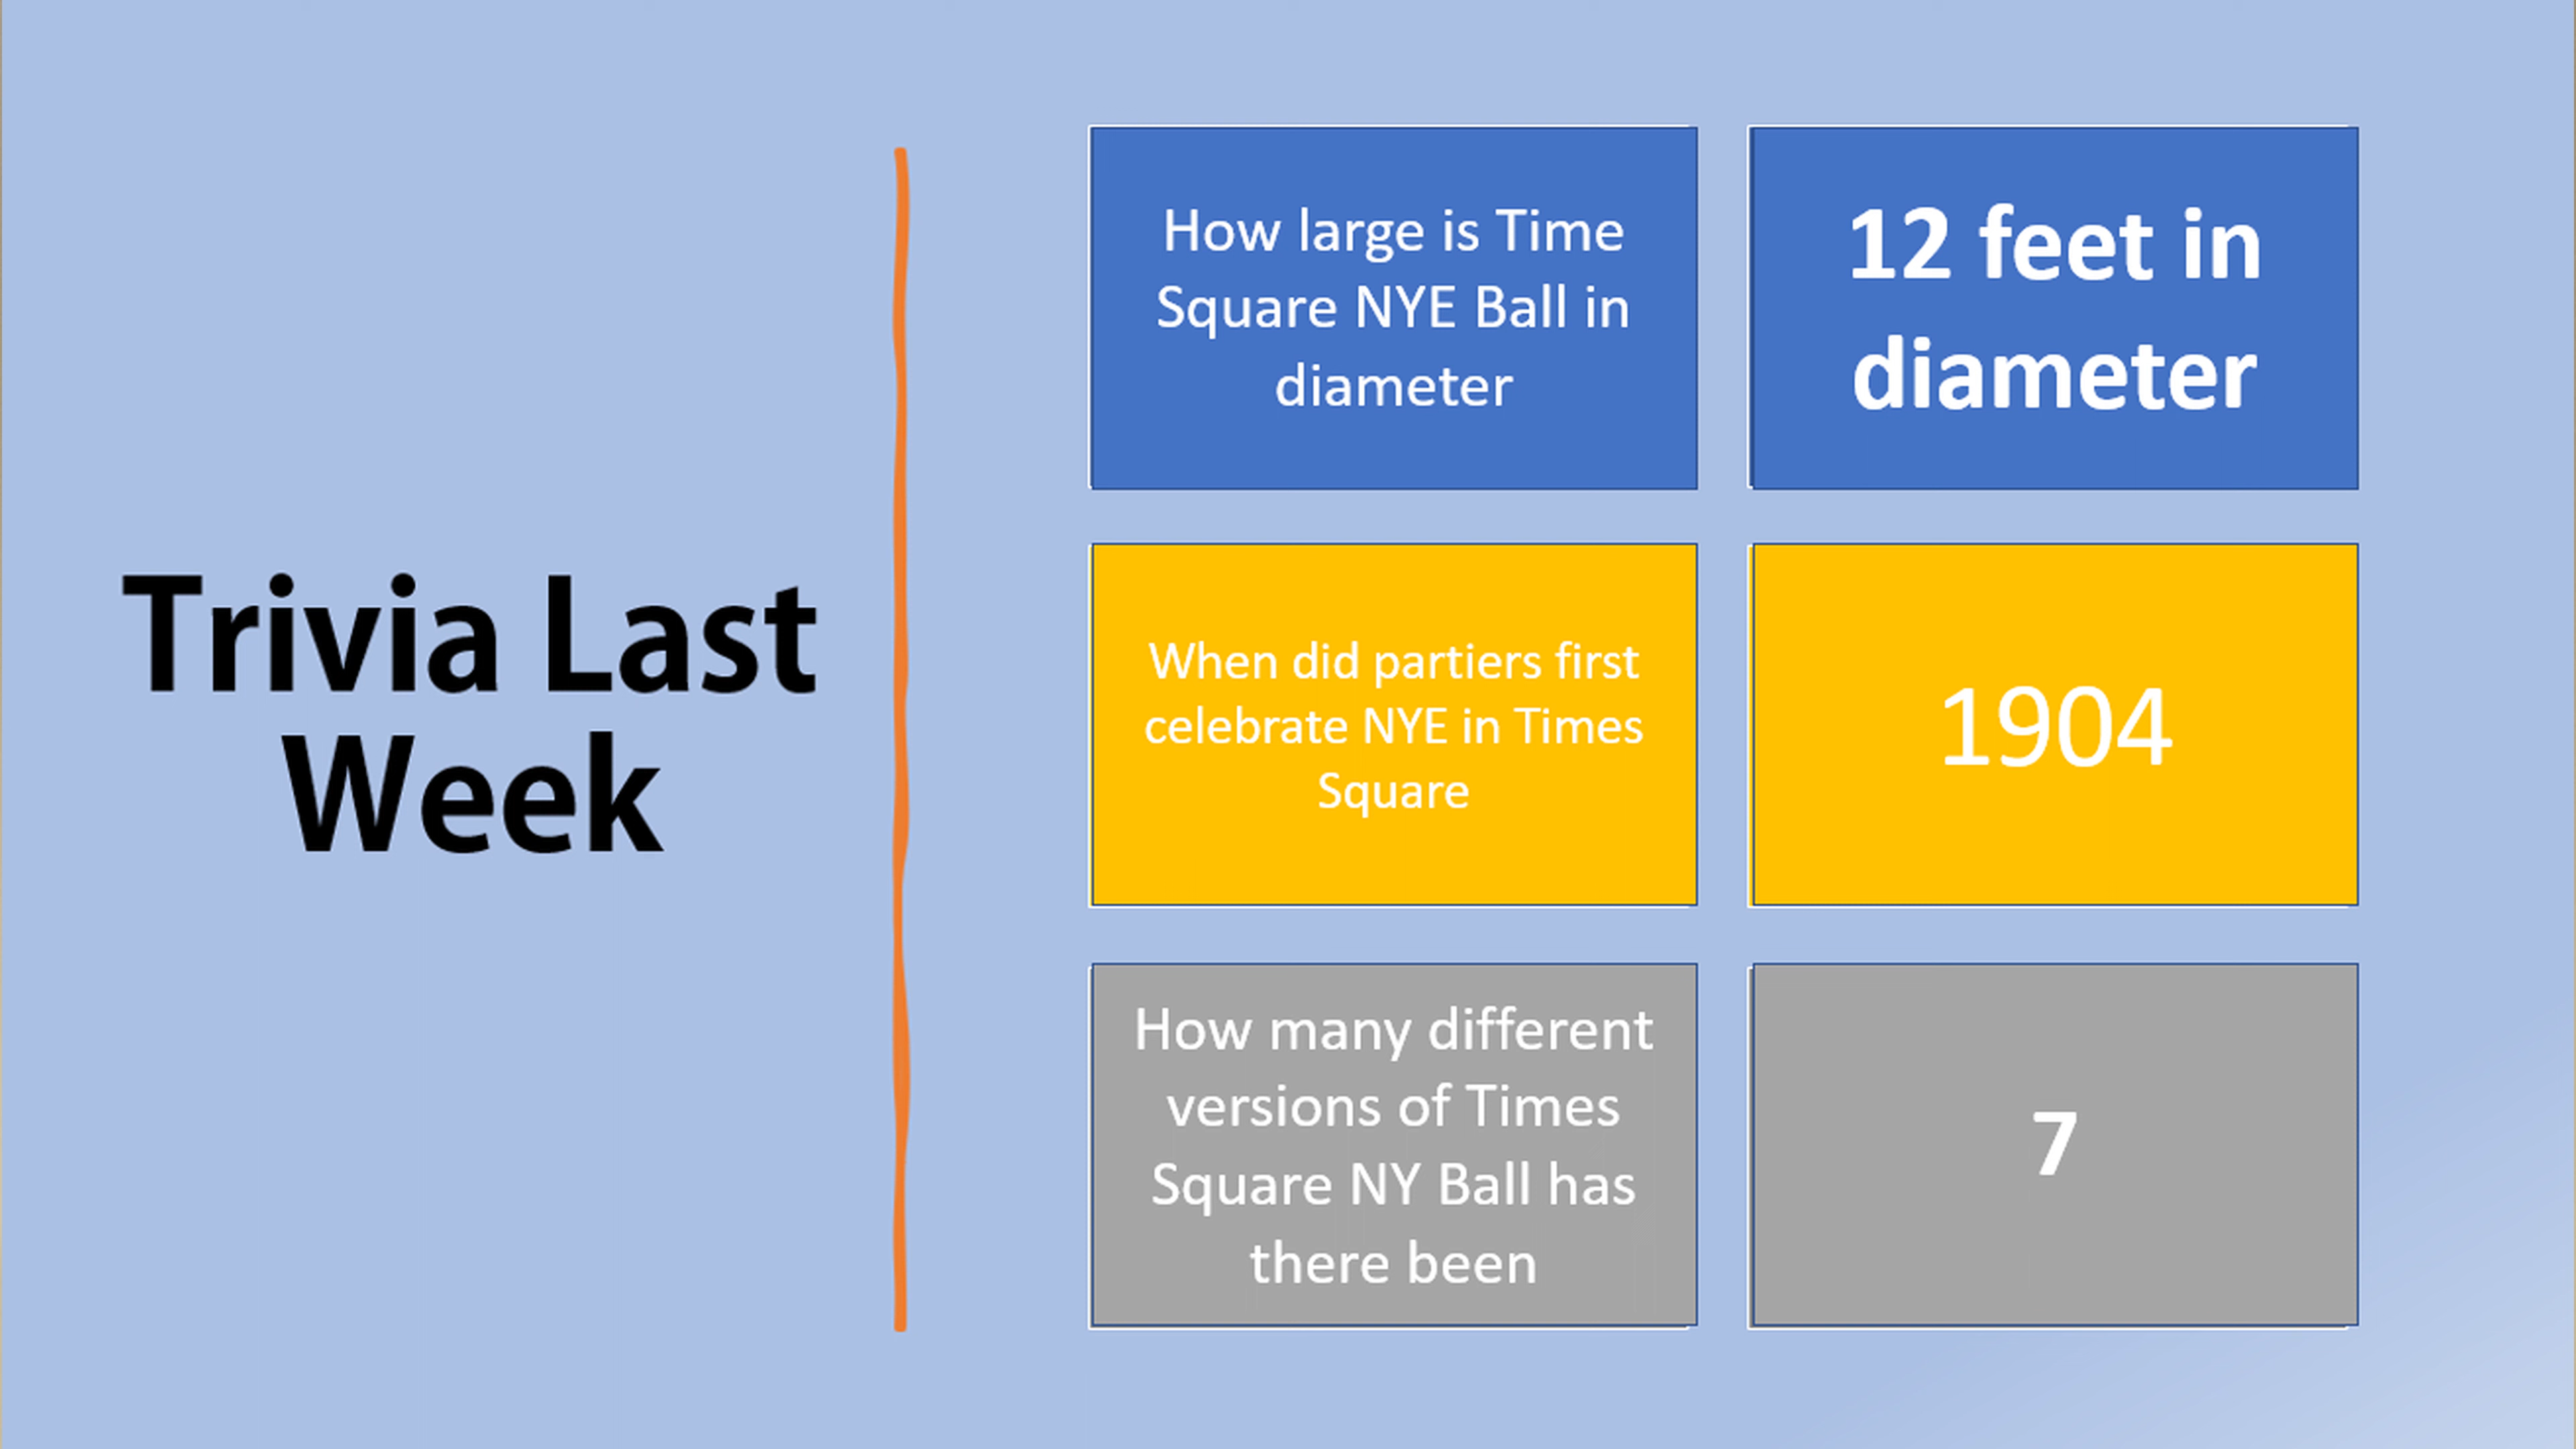 Trivia Last
Week
How large is Time
Square NYE Ball in
diameter
12 feet in
diameter
When did partiers first
celebrate NYE in Times
Square
1904
How many different
versions of Times
Square NY Ball has
there been
7